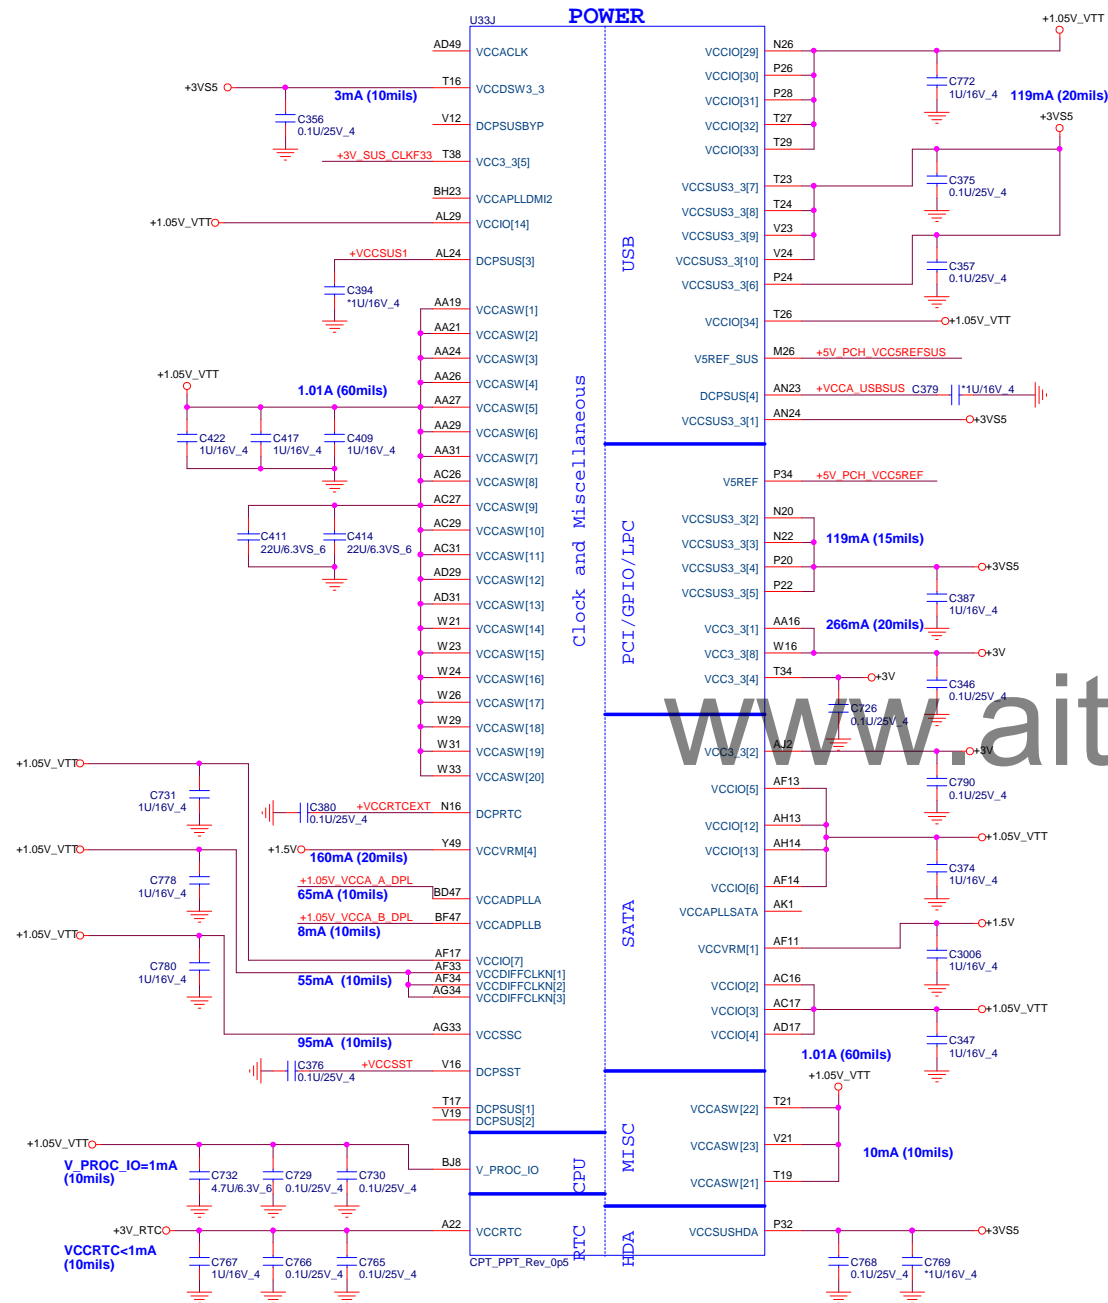 POWER
U33J
AD49 VCCACLK
+3VS5 T16 VCCDSW3_3
3mA (10mils)
C356
0.1U/25V_4
V12 DCPSUSBYP
+3V_SUS_CLKF33 T38 VCC3_3[5]
BH23 VCCAPLLDMI2
+1.05V_VTT AL29 VCCIO[14]
+VCCSUS1 AL24 DCPSUS[3]
C394
*1U/16V_4
AA19 VCCASW[1]
AA21 VCCASW[2]
AA24 VCCASW[3]
AA26 VCCASW[4]
+1.05V_VTT
1.01A (60mils)
AA27 VCCASW[5]
AA29 VCCASW[6]
C422
1U/16V_4
C417
1U/16V_4
C409
1U/16V_4
AA31 VCCASW[7]
AC26 VCCASW[8]
AC27 VCCASW[9]
AC29 VCCASW[10]
C411
22U/6.3VS_6
C414
22U/6.3VS_6
AC31 VCCASW[11]
AD29 VCCASW[12]
AD31 VCCASW[13]
W21 VCCASW[14]
W23 VCCASW[15]
W24 VCCASW[16]
W26 VCCASW[17]
W29 VCCASW[18]
W31 VCCASW[19]
W33 VCCASW[20]
+1.05V_VTT
C731
1U/16V_4
C380
0.1U/25V_4
+VCCRTCEXT N16 DCPRTC
+1.5V Y49 VCCVRM[4]
160mA (20mils)
+1.05V_VTT
C778
1U/16V_4
+1.05V_VCCA_A_DPL
65mA (10mils)
BD47 VCCADPLLA
+1.05V_VCCA_B_DPL BF47 VCCADPLLB
8mA (10mils)
+1.05V_VTT
C780
1U/16V_4
AF17 VCCIO[7]
AF33 VCCDIFFCLKN[1]
AF34 VCCDIFFCLKN[2]
AG34 VCCDIFFCLKN[3]
55mA (10mils)
AG33 VCCSSC
95mA (10mils)
C376
0.1U/25V_4
+VCCSST V16 DCPSST
T17 DCPSUS[1]
V19 DCPSUS[2]
+1.05V_VTT
V_PROC_IO=1mA
(10mils)
C732
4.7U/6.3V_6
C729
0.1U/25V_4
C730
0.1U/25V_4
BJ8 V_PROC_IO
+3V_RTC
VCCRTC<1mA
(10mils)
C767
1U/16V_4
C766
0.1U/25V_4
C765
0.1U/25V_4
A22 VCCRTC
CPT_PPT_Rev_0p5
Clock and Miscellaneous
CPU
RTC
USB
PCI/GPIO/LPC
SATA
MISC
HDA
+1.05V_VTT
VCCIO[29] N26
VCCIO[30] P26
VCCIO[31] P28
VCCIO[32] T27
VCCIO[33] T29
C772
1U/16V_4
119mA (20mils)
+3VS5
VCCSUS3_3[7] T23
VCCSUS3_3[8] T24
VCCSUS3_3[9] V23
VCCSUS3_3[10] V24
VCCSUS3_3[6] P24
C375
0.1U/25V_4
C357
0.1U/25V_4
VCCIO[34] T26 +1.05V_VTT
V5REF_SUS M26 +5V_PCH_VCC5REFSUS
DCPSUS[4] AN23 +VCCA_USBSUS
C379
*1U/16V_4
VCCSUS3_3[1] AN24 +3VS5
V5REF P34 +5V_PCH_VCC5REF
VCCSUS3_3[2] N20
VCCSUS3_3[3] N22
119mA (15mils)
VCCSUS3_3[4] P20 +3VS5
VCCSUS3_3[5] P22
C387
1U/16V_4
VCC3_3[1] AA16
266mA (20mils)
VCC3_3[8] W16 +3V
VCC3_3[4] T34 +3V
C346
0.1U/25V_4
C726
0.1U/25V_4
www.ait
VCC3_3[2] AJ2 +3V
C790
0.1U/25V_4
VCCIO[5] AF13
VCCIO[12] AH13
+1.05V_VTT
VCCIO[13] AH14
VCCIO[6] AF14
C374
1U/16V_4
VCCAPLLSATA AK1
+1.5V
VCCVRM[1] AF11
C3006
1U/16V_4
VCCIO[2] AC16
VCCIO[3] AC17 +1.05V_VTT
VCCIO[4] AD17
C347
1U/16V_4
1.01A (60mils)
+1.05V_VTT
VCCASW[22] T21
VCCASW[23] V21
10mA (10mils)
VCCASW[21] T19
VCCSUSHDA P32 +3VS5
C768
0.1U/25V_4
C769
*1U/16V_4